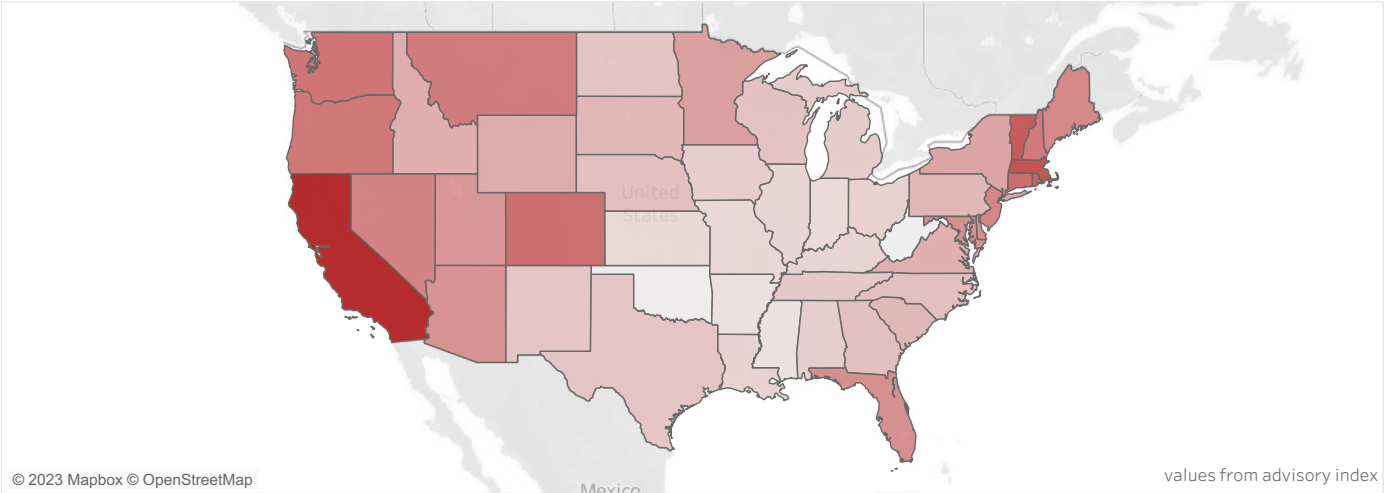 United
States
Mexico
© 2023 Mapbox © OpenStreetMap
values from advisory index